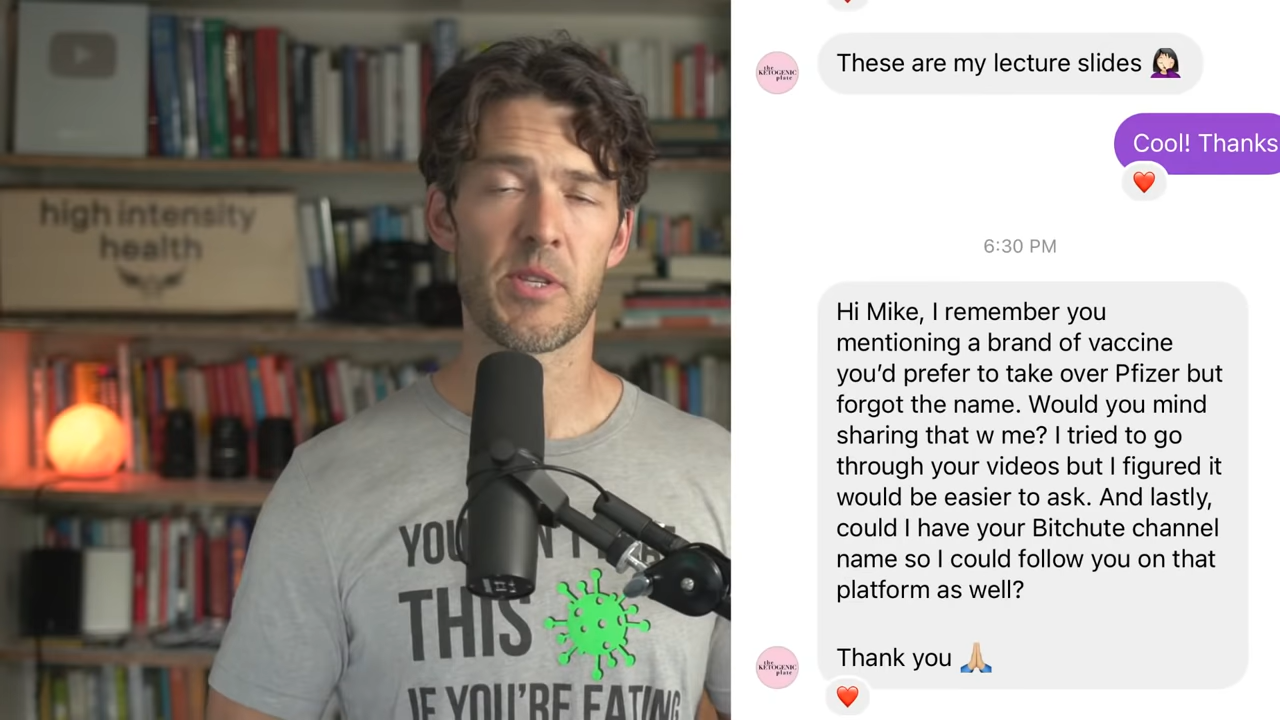 high intensity
health
THIS
IF YOU'RE EATING
These are my lecture slides
Cool! Thanks
6:30 PM
Hi Mike, I remember you
mentioning a brand of vaccine
you'd prefer to take over Pfizer but
forgot the name. Would you mind
sharing that w me? I tried to go
through your videos but I figured it
would be easier to ask. And lastly,
could I have your Bitchute channel
name so I could follow you on that
platform as well?
Thank you
the
KETOGENIC
plate